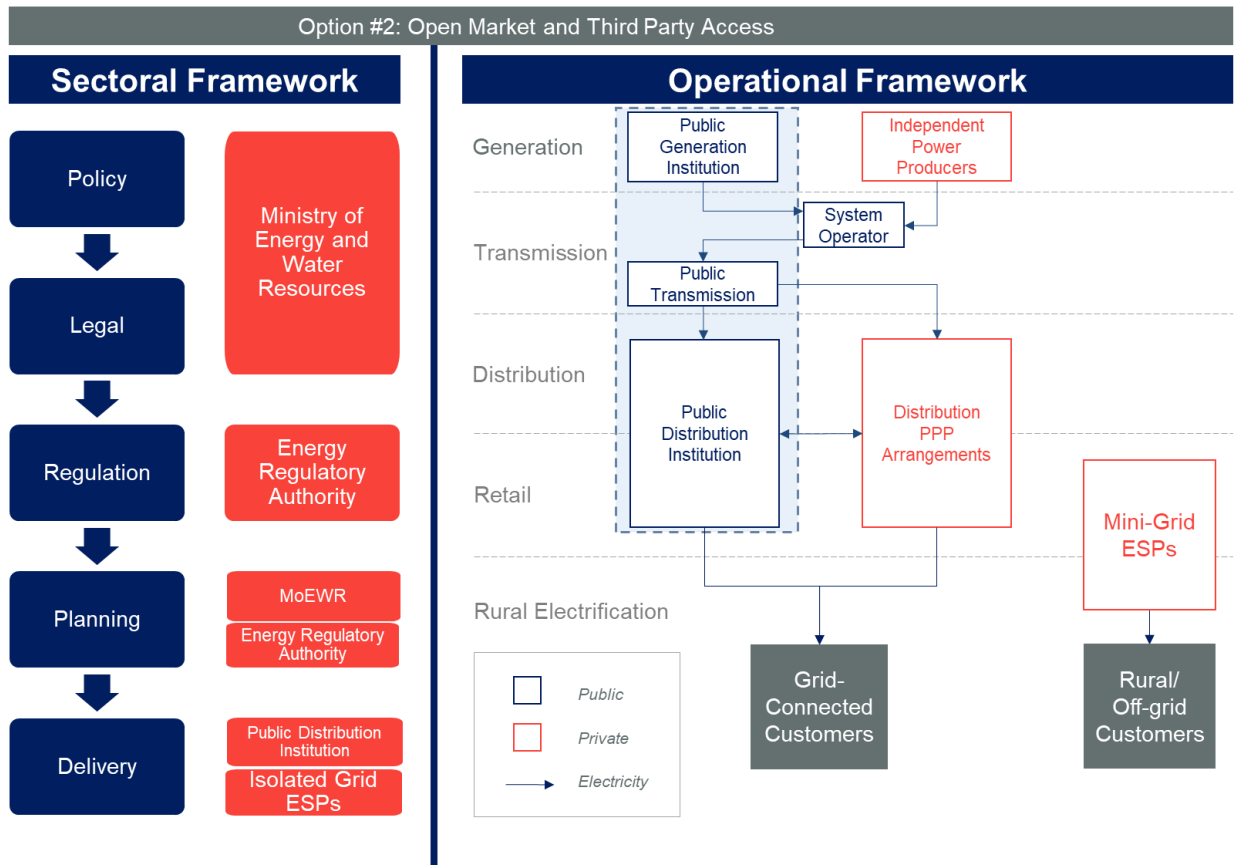 Option #2: Open Market and Third Party Access
Sectoral Framework
Policy
Legal
Regulation
Planning
Delivery
Ministry of
Energy and
Water
Resources
Energy
Regulatory
Authority
MoEWR
Energy Regulatory
Authority
Public Distribution
Institution
Isolated Grid
ESPs
Operational Framework
Generation
Public
Generation
Institution
Independent
Power
Producers
Transmission
System
Operator
Public
Transmission
Distribution
Public
Distribution
Institution
Distribution
PPP
Arrangements
Retail
Mini-Grid
ESPs
Rural Electrification
Public
Private
Electricity
Grid-
Connected
Customers
Rural/
Off-grid
Customers